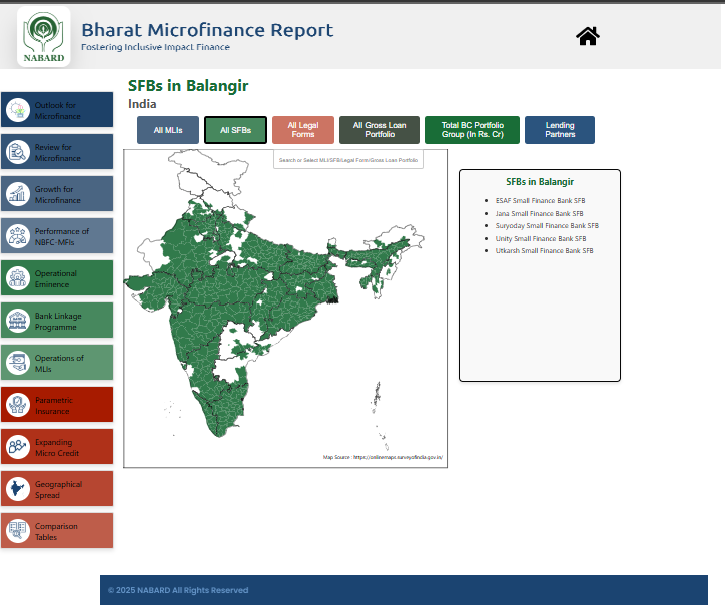 NABARD
Bharat Microfinance Report
Fostering Inclusive Impact Finance
Outlook for
Microfinance
Review for
Microfinance
Growth for
Microfinance
Performance of
NBFC-MFIs
Operational
Eminence
Bank Linkage
Programme
Operations of
MLIs
Parametric
Insurance
Expanding
Micro Credit
Geographical
Spread
Comparison
Tables
SFBs in Balangir
India
All MLIs
All SFBs
All Legal
Forms
All Gross Loan
Portfolio
Total BC Portfolio
Group (In Rs. Cr)
Lending
Partners
Search or Select MLI/SFB/Legal Form/Gross Loan Portfolio
Map Source : https://onlinemaps.surveyofindia.gov.in/
SFBs in Balangir
ESAF Small Finance Bank SFB
Jana Small Finance Bank SFB
Suryoday Small Finance Bank SFB
Unity Small Finance Bank SFB
Utkarsh Small Finance Bank SFB
© 2025 NABARD All Rights Reserved